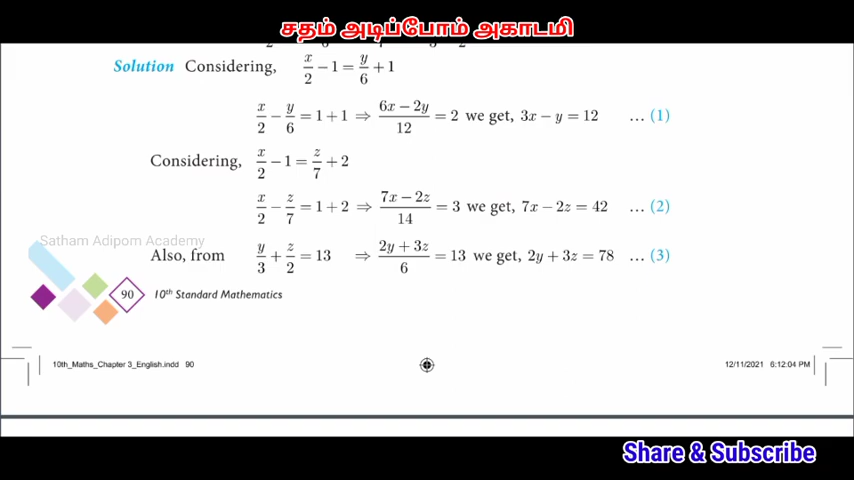 சதம் அடிப்போம் அகாடமி
Solution Considering, x/2 − 1 = y/6 + 1
x/2 − y/6 = 1 + 1 ⇒ (6x − 2y)/12 = 2 we get, 3x − y = 12 ... (1)
Considering, x/2 − 1 = z/7 + 2
x/2 − z/7 = 1 + 2 ⇒ (7x − 2z)/14 = 3 we get, 7x − 2z = 42 ... (2)
Satham Adiporn Academy
Also, from y/3 + z/2 = 13 ⇒ (2y + 3z)/6 = 13 we get, 2y + 3z = 78 ... (3)
90 10th Standard Mathematics
10th_Maths_Chapter 3_English.indd 90 12/11/2021 6:12:04 PM
Share & Subscribe